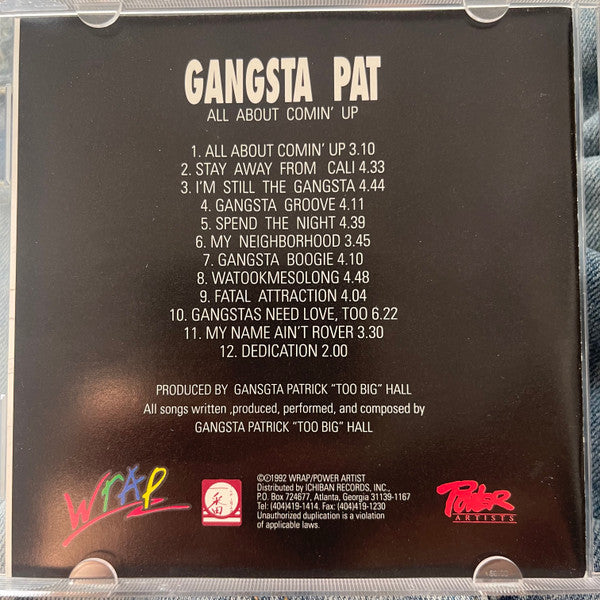 GANGSTA PAT
ALL ABOUT COMIN' UP
1. ALL ABOUT COMIN' UP 3.10
2. STAY AWAY FROM CALI 4.33
3. I'M STILL THE GANGSTA 4.44
4. GANGSTA GROOVE 4.11
5. SPEND THE NIGHT 4.39
6. MY NEIGHBORHOOD 3.45
7. GANGSTA BOOGIE 4.10
8. WATOOKMESOLONG 4.48
9. FATAL ATTRACTION 4.04
10. GANGSTAS NEED LOVE, TOO 6.22
11. MY NAME AIN'T ROVER 3.30
12. DEDICATION 2.00
PRODUCED BY GANSGTA PATRICK "TOO BIG" HALL
All songs written ,produced, performed, and composed by
GANGSTA PATRICK "TOO BIG" HALL
WRAP
一番
©℗1992 WRAP/POWER ARTIST
Distributed by ICHIBAN RECORDS, INC.,
P.O. Box 724677, Atlanta, Georgia 31139-1167
Tel: (404)419-1414. Fax: (404)419-1230
Unauthorized duplication is a violation
of applicable laws.
POWER
ARTISTS